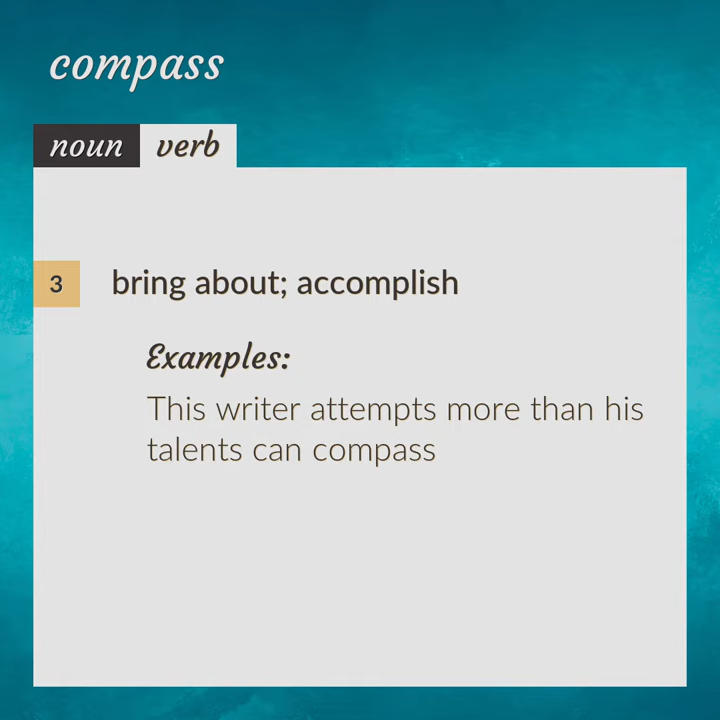 compass
noun verb
3 bring about; accomplish
Examples:
This writer attempts more than his
talents can compass